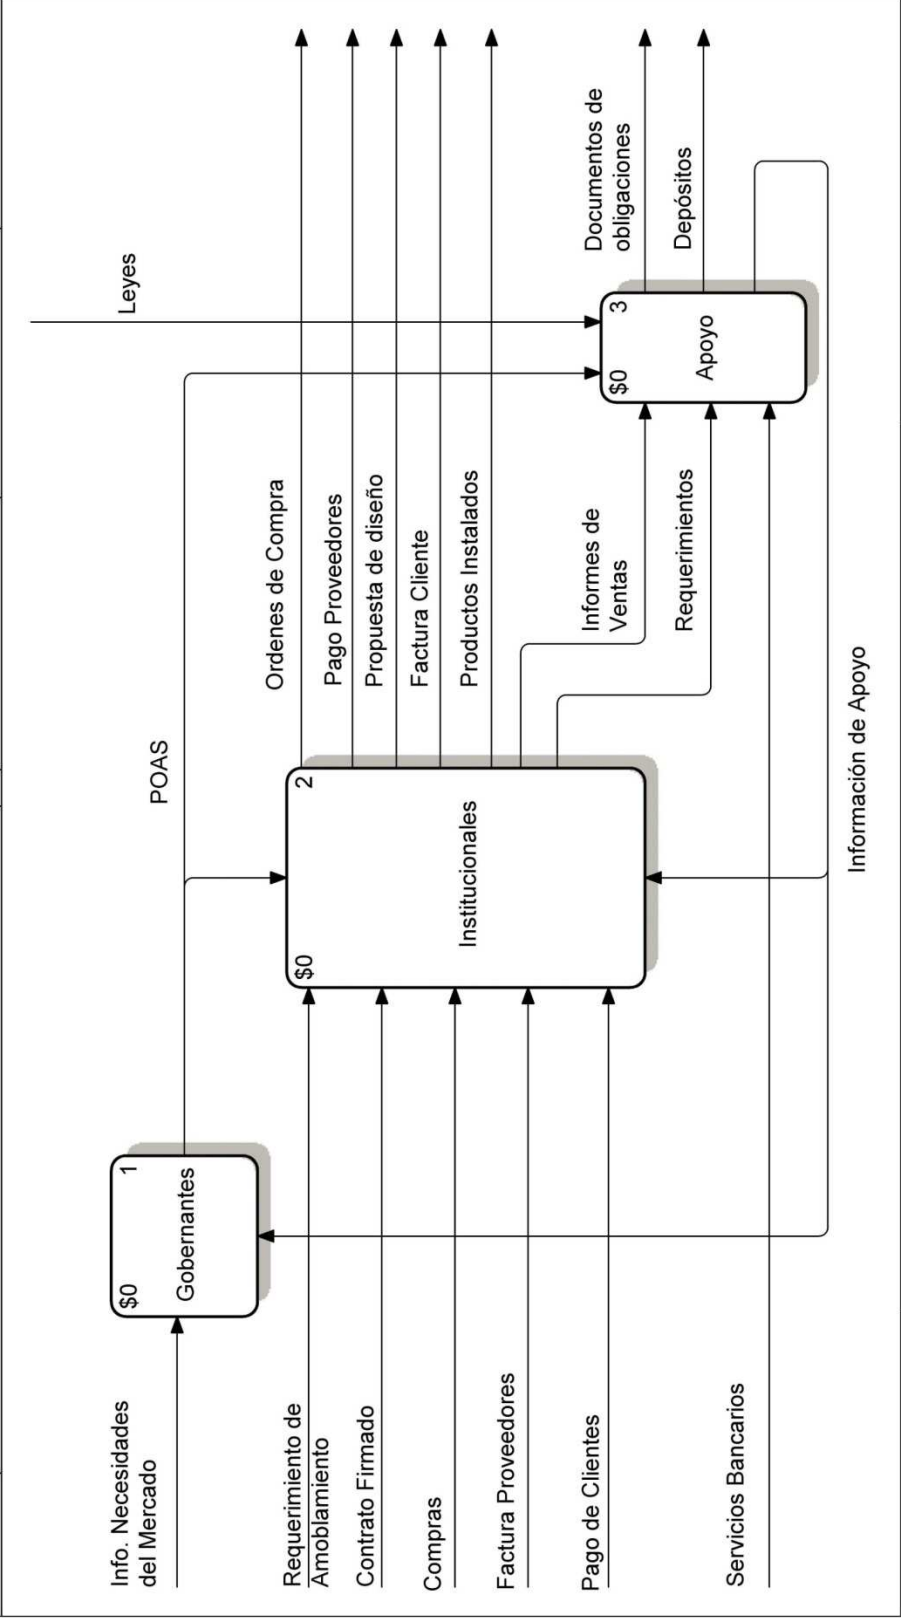 Info. Necesidades
del Mercado
$0
1
Gobernantes
POAS
Leyes
Requerimiento de
Amoblamiento
Contrato Firmado
Compras
Factura Proveedores
Pago de Clientes
$0
2
Institucionales
Ordenes de Compra
Pago Proveedores
Propuesta de diseño
Factura Cliente
Productos Instalados
Informes de
Ventas
Requerimientos
$0
3
Apoyo
Documentos de
obligaciones
Depósitos
Servicios Bancarios
Información de Apoyo